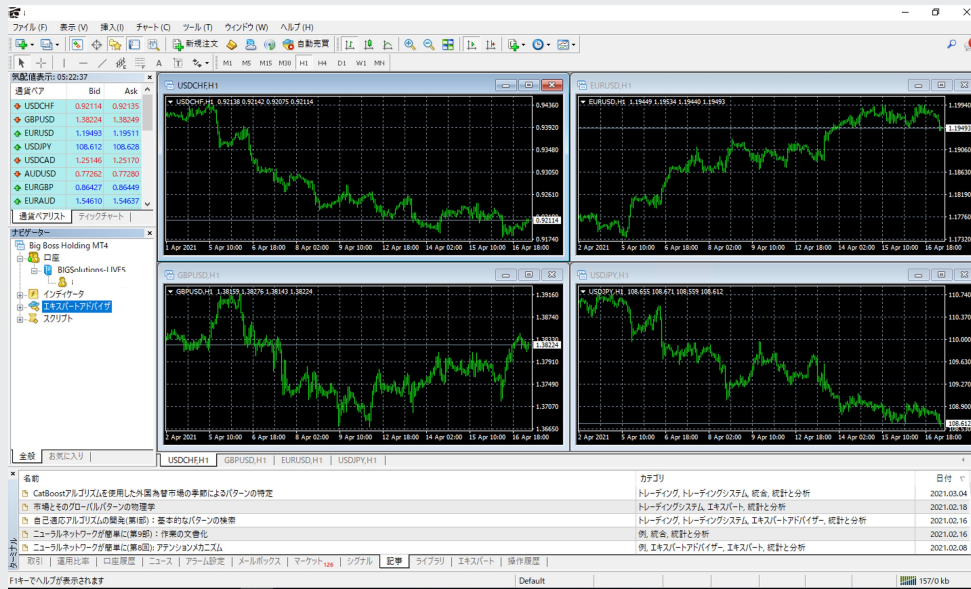 ファイル(F) 表示(V) 挿入(I) チャート(C) ツール(T) ウィンドウ(W) ヘルプ(H)
新規注文 自動売買
A T M1 M5 M15 M30 H1 H4 D1 W1 MN
気配値表示: 05:22:37
通貨ペア Bid Ask
USDCHF 0.92114 0.92135
GBPUSD 1.38224 1.38249
EURUSD 1.19493 1.19511
USDJPY 108.612 108.628
USDCAD 1.25146 1.25170
AUDUSD 0.77262 0.77280
EURGBP 0.86427 0.86449
EURAUD 1.54610 1.54637
通貨ペアリスト ティックチャート
ナビゲーター
Big Boss Holding MT4
口座
BIGSolutions-LIVE5
インディケータ
エキスパートアドバイザ
スクリプト
全般 お気に入り
USDCHF,H1
USDCHF,H1 0.92138 0.92142 0.92075 0.92114
0.94360
0.93920
0.93480
0.93050
0.92610
0.92114
0.91740
1 Apr 2021 5 Apr 10:00 6 Apr 18:00 8 Apr 02:00 9 Apr 10:00 12 Apr 18:00 14 Apr 02:00 15 Apr 10:00 16 Apr 18:00
EURUSD,H1
EURUSD,H1 1.19449 1.19534 1.19440 1.19493
1.19940
1.19493
1.19060
1.18630
1.18190
1.17760
1.17320
2 Apr 2021 5 Apr 10:00 6 Apr 18:00 8 Apr 02:00 9 Apr 10:00 12 Apr 18:00 14 Apr 02:00 15 Apr 10:00 16 Apr 18:00
GBPUSD,H1
GBPUSD,H1 1.38159 1.38276 1.38143 1.38224
1.39160
1.38740
1.38330
1.38224
1.37910
1.37490
1.37070
1.36650
2 Apr 2021 5 Apr 10:00 6 Apr 18:00 8 Apr 02:00 9 Apr 10:00 12 Apr 18:00 14 Apr 02:00 15 Apr 10:00 16 Apr 18:00
USDJPY,H1
USDJPY,H1 108.655 108.671 108.559 108.612
110.740
110.370
110.000
109.630
109.270
108.900
108.612
2 Apr 2021 5 Apr 10:00 6 Apr 18:00 8 Apr 02:00 9 Apr 10:00 12 Apr 18:00 14 Apr 02:00 15 Apr 10:00 16 Apr 18:00
USDCHF,H1 GBPUSD,H1 EURUSD,H1 USDJPY,H1
名前 カテゴリ 日付
CatBoostアルゴリズムを使用した外国為替市場の季節によるパターンの特定 トレーディング, トレーディングシステム, 統合, 統計と分析 2021.03.04
市場とそのグローバルパターンの物理学 トレーディングシステム, エキスパート, 統計と分析 2021.02.18
自己適応アルゴリズムの開発(第I部):基本的なパターンの検索 トレーディング, トレーディングシステム, エキスパートアドバイザー, 統計と分析 2021.02.16
ニューラルネットワークが簡単に(第9部):作業の文書化 例, 統合, 統計と分析 2021.02.16
ニューラルネットワークが簡単に(第8回): アテンションメカニズム 例, エキスパートアドバイザー, エキスパート, 統計と分析 2021.02.08
ターミナル
取引 運用比率 口座履歴 ニュース アラーム設定 メールボックス マーケット126 シグナル 記事 ライブラリ エキスパート 操作履歴
F1キーでヘルプが表示されます Default 157/0 kb